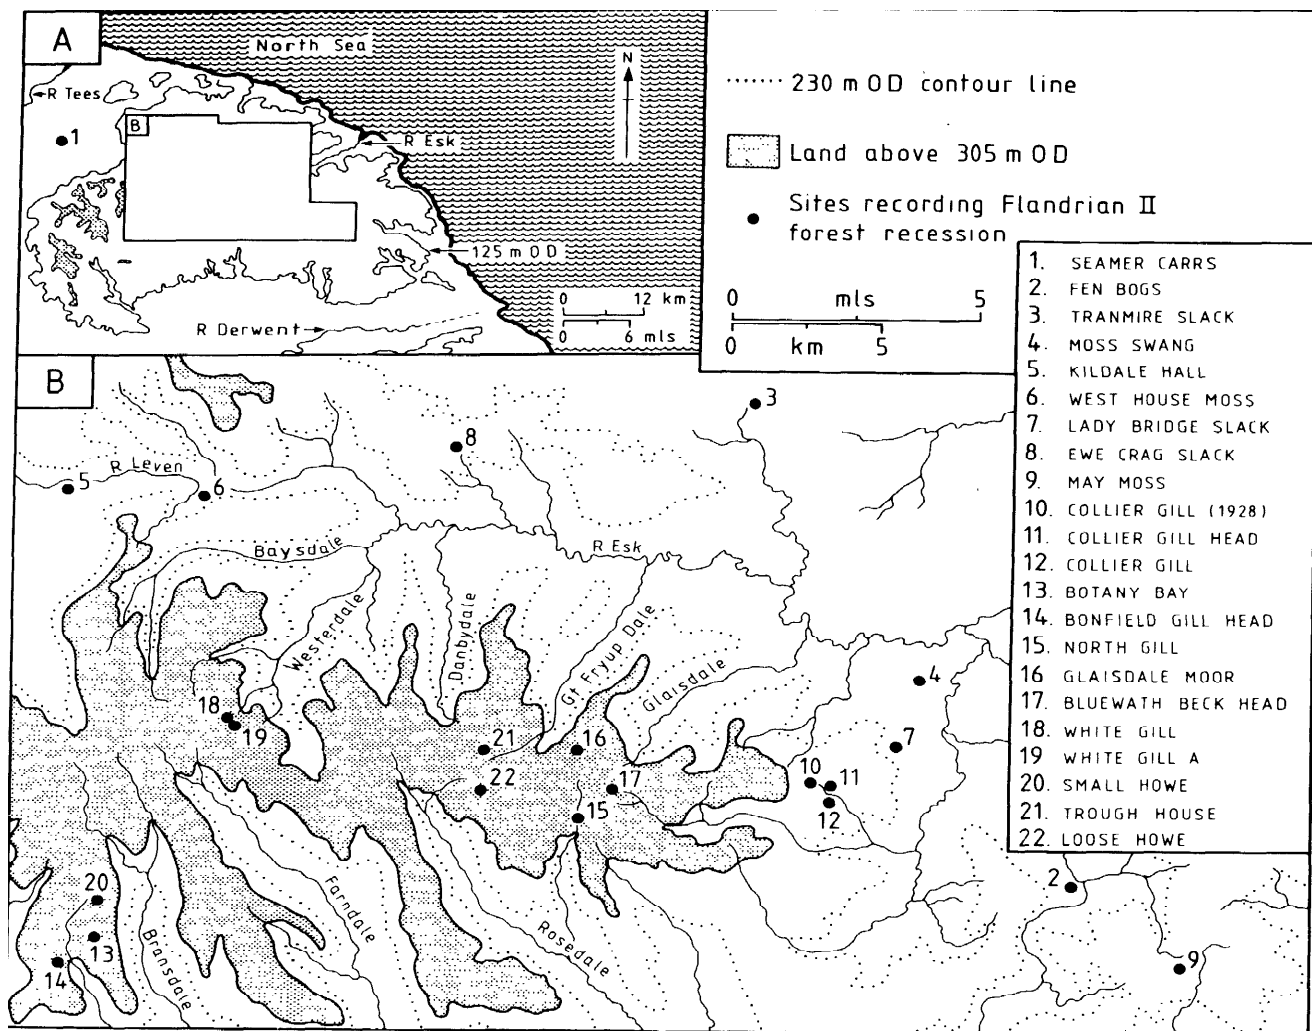 A
North Sea
N
R Tees
B
1
R Esk
125 m OD
0 12 km
0 6
mls
R Derwent
230 m OD contour line
Land above 305 m OD
Sites recording Flandrian II
forest recession
0 mls 5
0 km 5
1. SEAMER CARRS
2. FEN BOGS
3. TRANMIRE SLACK
4. MOSS SWANG
5. KILDALE HALL
6. WEST HOUSE MOSS
7. LADY BRIDGE SLACK
8. EWE CRAG SLACK
9. MAY MOSS
10. COLLIER GILL (1928)
11. COLLIER GILL HEAD
12. COLLIER GILL
13. BOTANY BAY
14. BONFIELD GILL HEAD
15. NORTH GILL
16. GLAISDALE MOOR
17. BLUEWATH BECK HEAD
18. WHITE GILL
19. WHITE GILL A
20. SMALL HOWE
21. TROUGH HOUSE
22. LOOSE HOWE
B
3
8
R Leven
5
6
Baysdale
R Esk
Westerdale
Danbydale
Gt Fryup Dale
Glaisdale
4
18
19
21
16
7
22
17
10
11
15
12
20
Farndale
Rosedale
2
13
Bransdale
14
9